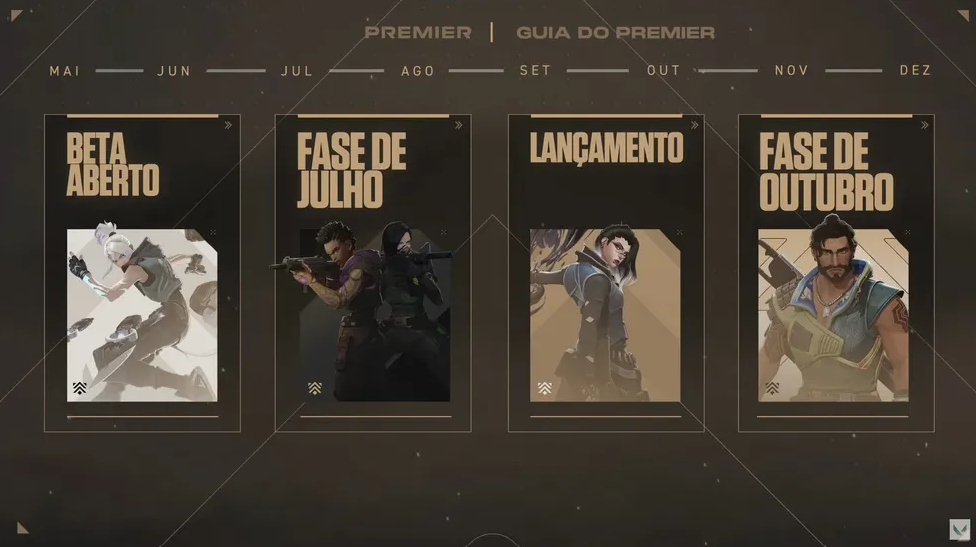 PREMIER | GUIA DO PREMIER
MAI JUN JUL AGO SET OUT NOV DEZ
BETA
ABERTO
FASE DE
JULHO
LANÇAMENTO
FASE DE
OUTUBRO